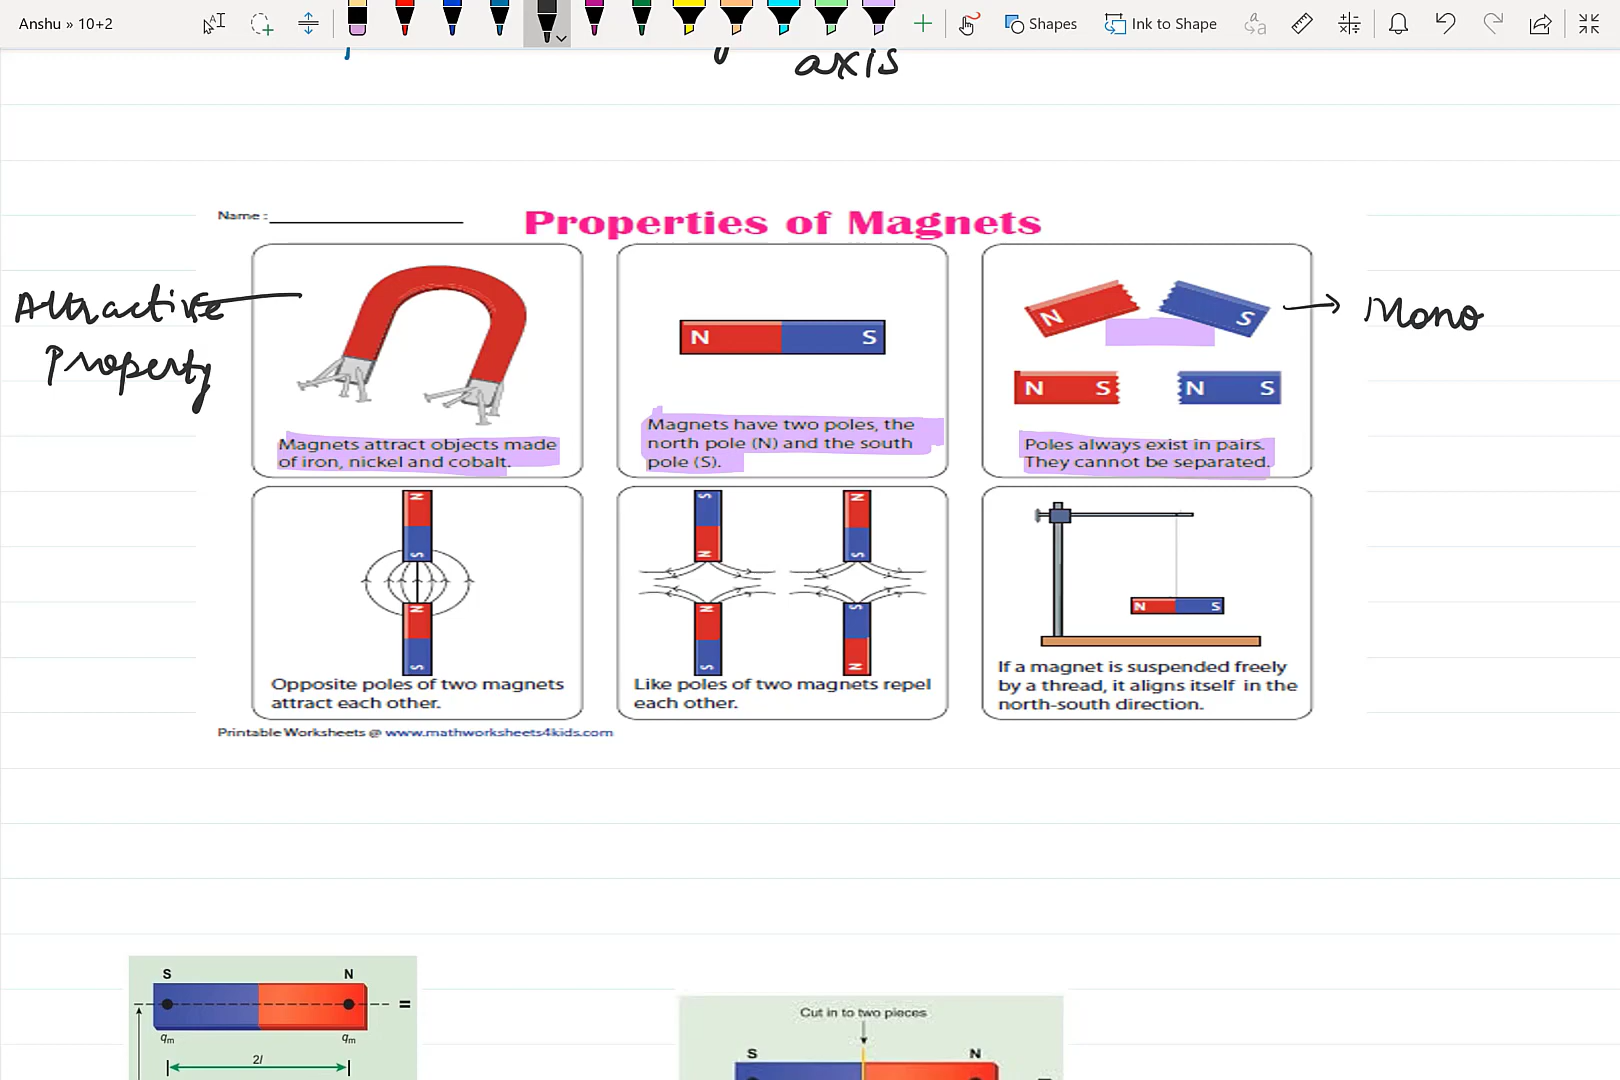 Anshu » 10+2
Shapes
Ink to Shape
axis
Name :
Properties of Magnets
Attractive
Property
N
S
N
S
Mono
N S
N S
Magnets attract objects made
of iron, nickel and cobalt.
Magnets have two poles, the
north pole (N) and the south
pole (S).
Poles always exist in pairs.
They cannot be separated.
N
S
N
S
S
N
N
S
N
S
S
N
N
S
Opposite poles of two magnets
attract each other.
Like poles of two magnets repel
each other.
If a magnet is suspended freely
by a thread, it aligns itself in the
north-south direction.
Printable Worksheets @ www.mathworksheets4kids.com
S N
=
qm qm
2l
Cut in to two pieces
S N